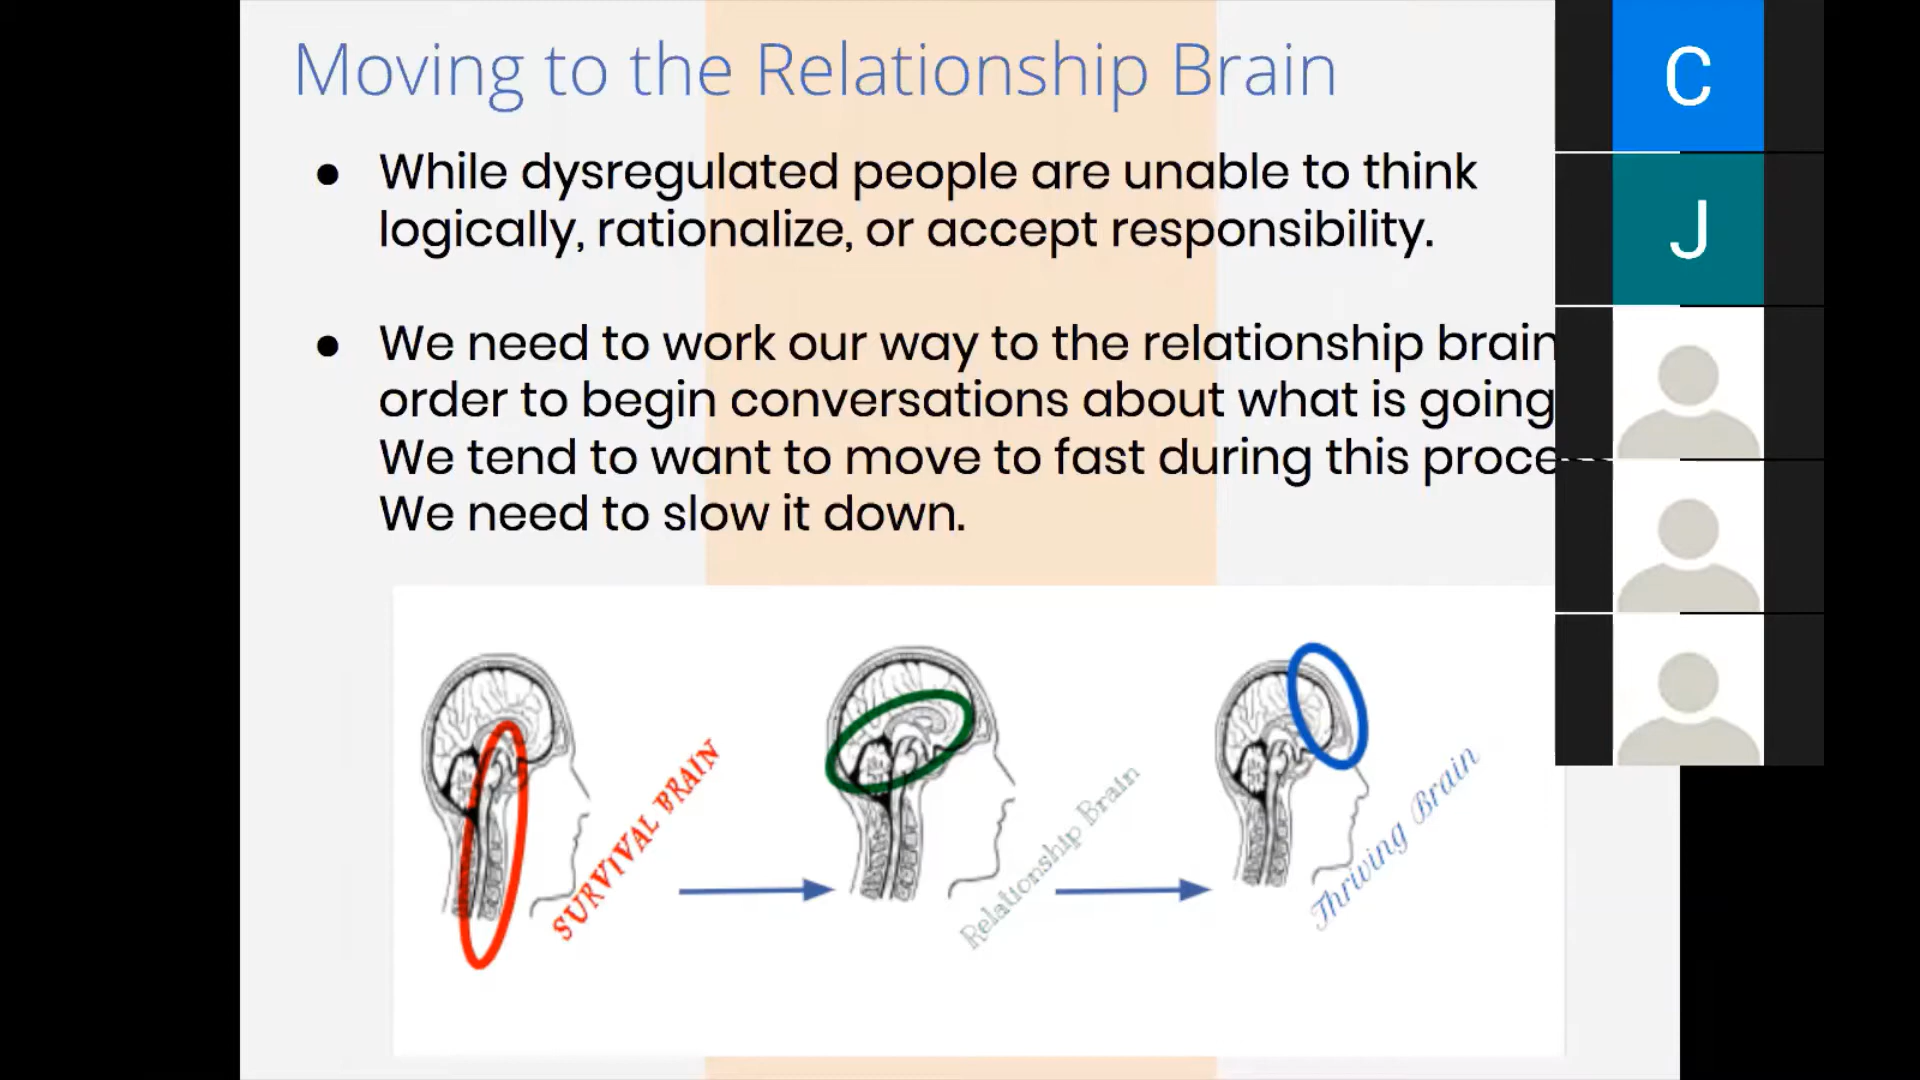 Moving to the Relationship Brain
● While dysregulated people are unable to think
logically, rationalize, or accept responsibility.
● We need to work our way to the relationship brain
order to begin conversations about what is going
We tend to want to move to fast during this proce
We need to slow it down.
SURVIVAL BRAIN
Relationship Brain
Thriving Brain
C
J